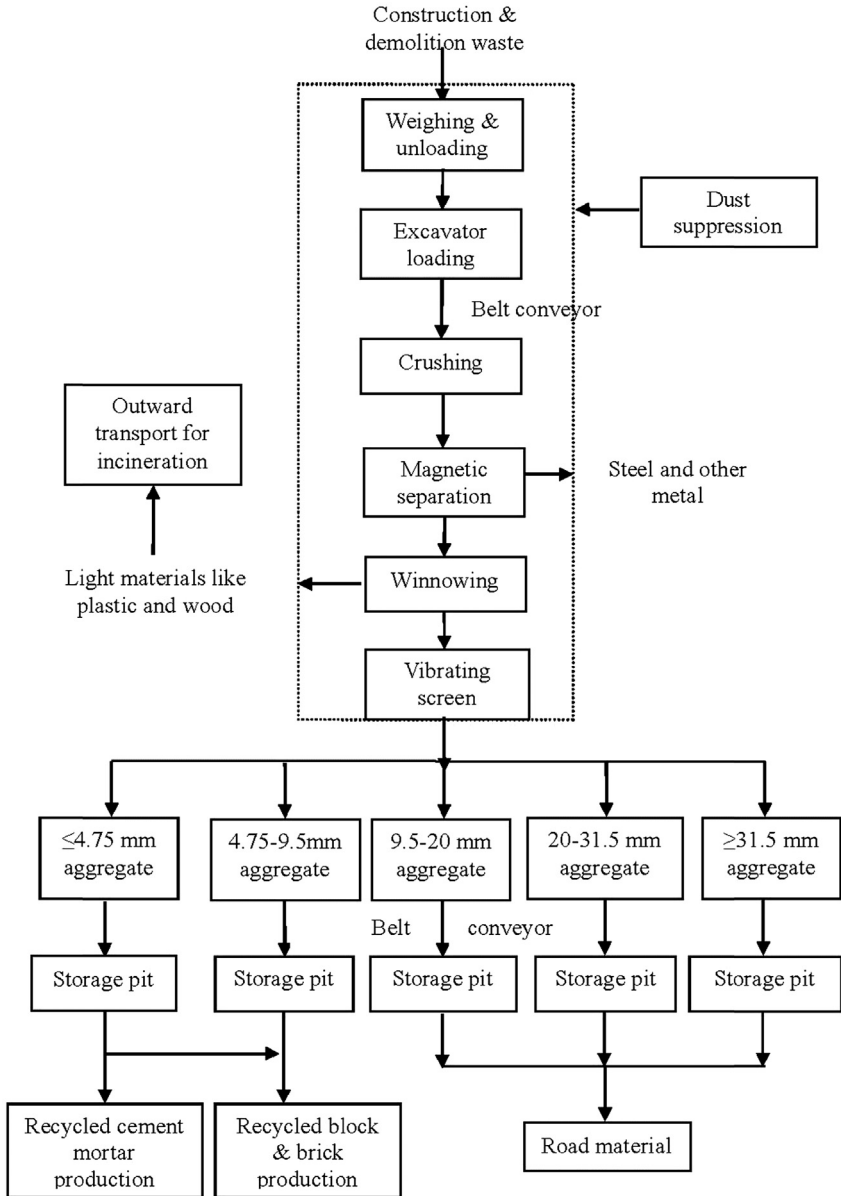 Construction &
demolition waste
Weighing &
unloading
Dust
suppression
Excavator
loading
Belt conveyor
Crushing
Outward
transport for
incineration
Magnetic
separation
Steel and other
metal
Light materials like
plastic and wood
Winnowing
Vibrating
screen
≤4.75 mm
aggregate
4.75-9.5mm
aggregate
9.5-20 mm
aggregate
20-31.5 mm
aggregate
≥31.5 mm
aggregate
Belt conveyor
Storage pit
Storage pit
Storage pit
Storage pit
Storage pit
Recycled cement
mortar
production
Recycled block
& brick
production
Road material